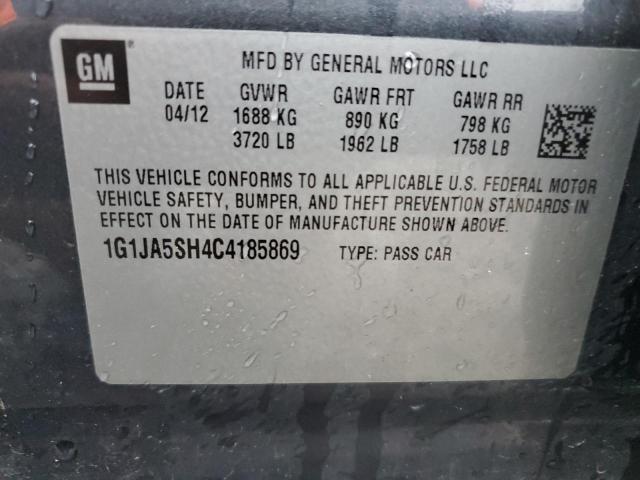 GM
MFD BY GENERAL MOTORS LLC
DATE GVWR GAWR FRT GAWR RR
04/12 1688 KG 890 KG 798 KG
3720 LB 1962 LB 1758 LB
THIS VEHICLE CONFORMS TO ALL APPLICABLE U.S. FEDERAL MOTOR
VEHICLE SAFETY, BUMPER, AND THEFT PREVENTION STANDARDS IN
EFFECT ON THE DATE OF MANUFACTURE SHOWN ABOVE.
1G1JA5SH4C4185869 TYPE: PASS CAR